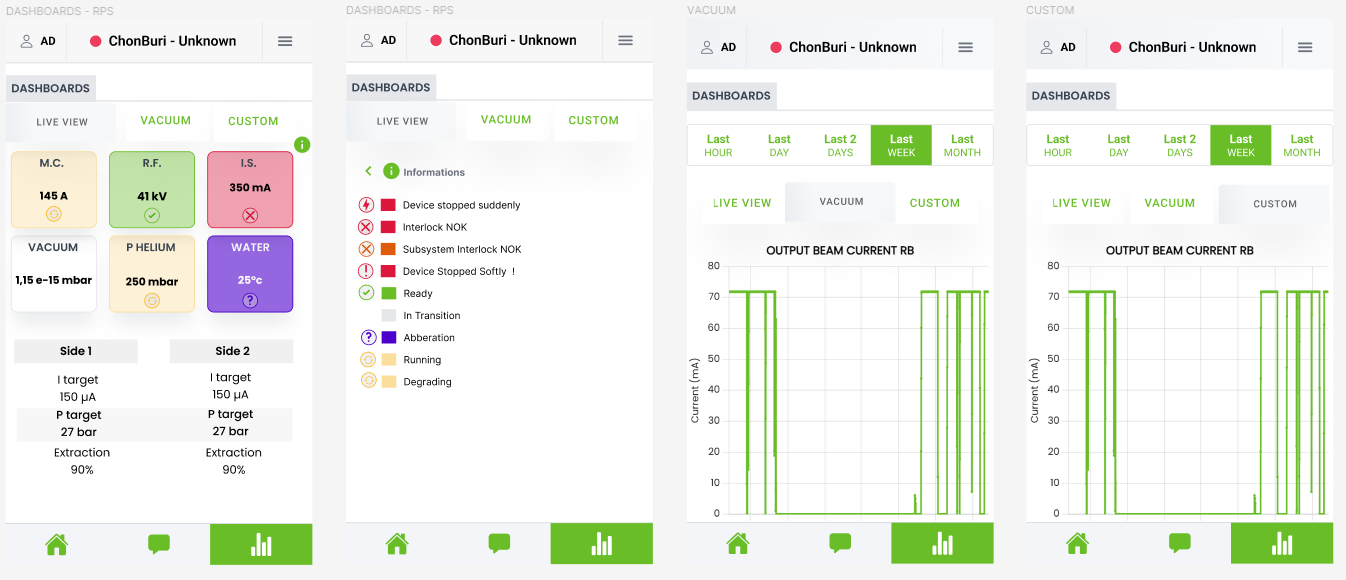 DASHBOARDS - RPS
AD
ChonBuri - Unknown
DASHBOARDS
LIVE VIEW
VACUUM
CUSTOM
i
M.C.
145 A
R.F.
41 kV
I.S.
350 mA
VACUUM
1,15 e-15 mbar
P HELIUM
250 mbar
WATER
25°c
?
Side 1
Side 2
I target
150 µA
I target
150 µA
P target
27 bar
P target
27 bar
Extraction
90%
Extraction
90%
DASHBOARDS - RPS
AD
ChonBuri - Unknown
DASHBOARDS
LIVE VIEW
VACUUM
CUSTOM
i
Informations
Device stopped suddenly
Interlock NOK
Subsystem Interlock NOK
! Device Stopped Softly !
Ready
In Transition
? Abberation
Running
Degrading
VACUUM
AD
ChonBuri - Unknown
DASHBOARDS
Last
HOUR
Last
DAY
Last 2
DAYS
Last
WEEK
Last
MONTH
LIVE VIEW
VACUUM
CUSTOM
OUTPUT BEAM CURRENT RB
Current (mA)
80
70
60
50
40
30
20
10
0
CUSTOM
AD
ChonBuri - Unknown
DASHBOARDS
Last
HOUR
Last
DAY
Last 2
DAYS
Last
WEEK
Last
MONTH
LIVE VIEW
VACUUM
CUSTOM
OUTPUT BEAM CURRENT RB
Current (mA)
80
70
60
50
40
30
20
10
0